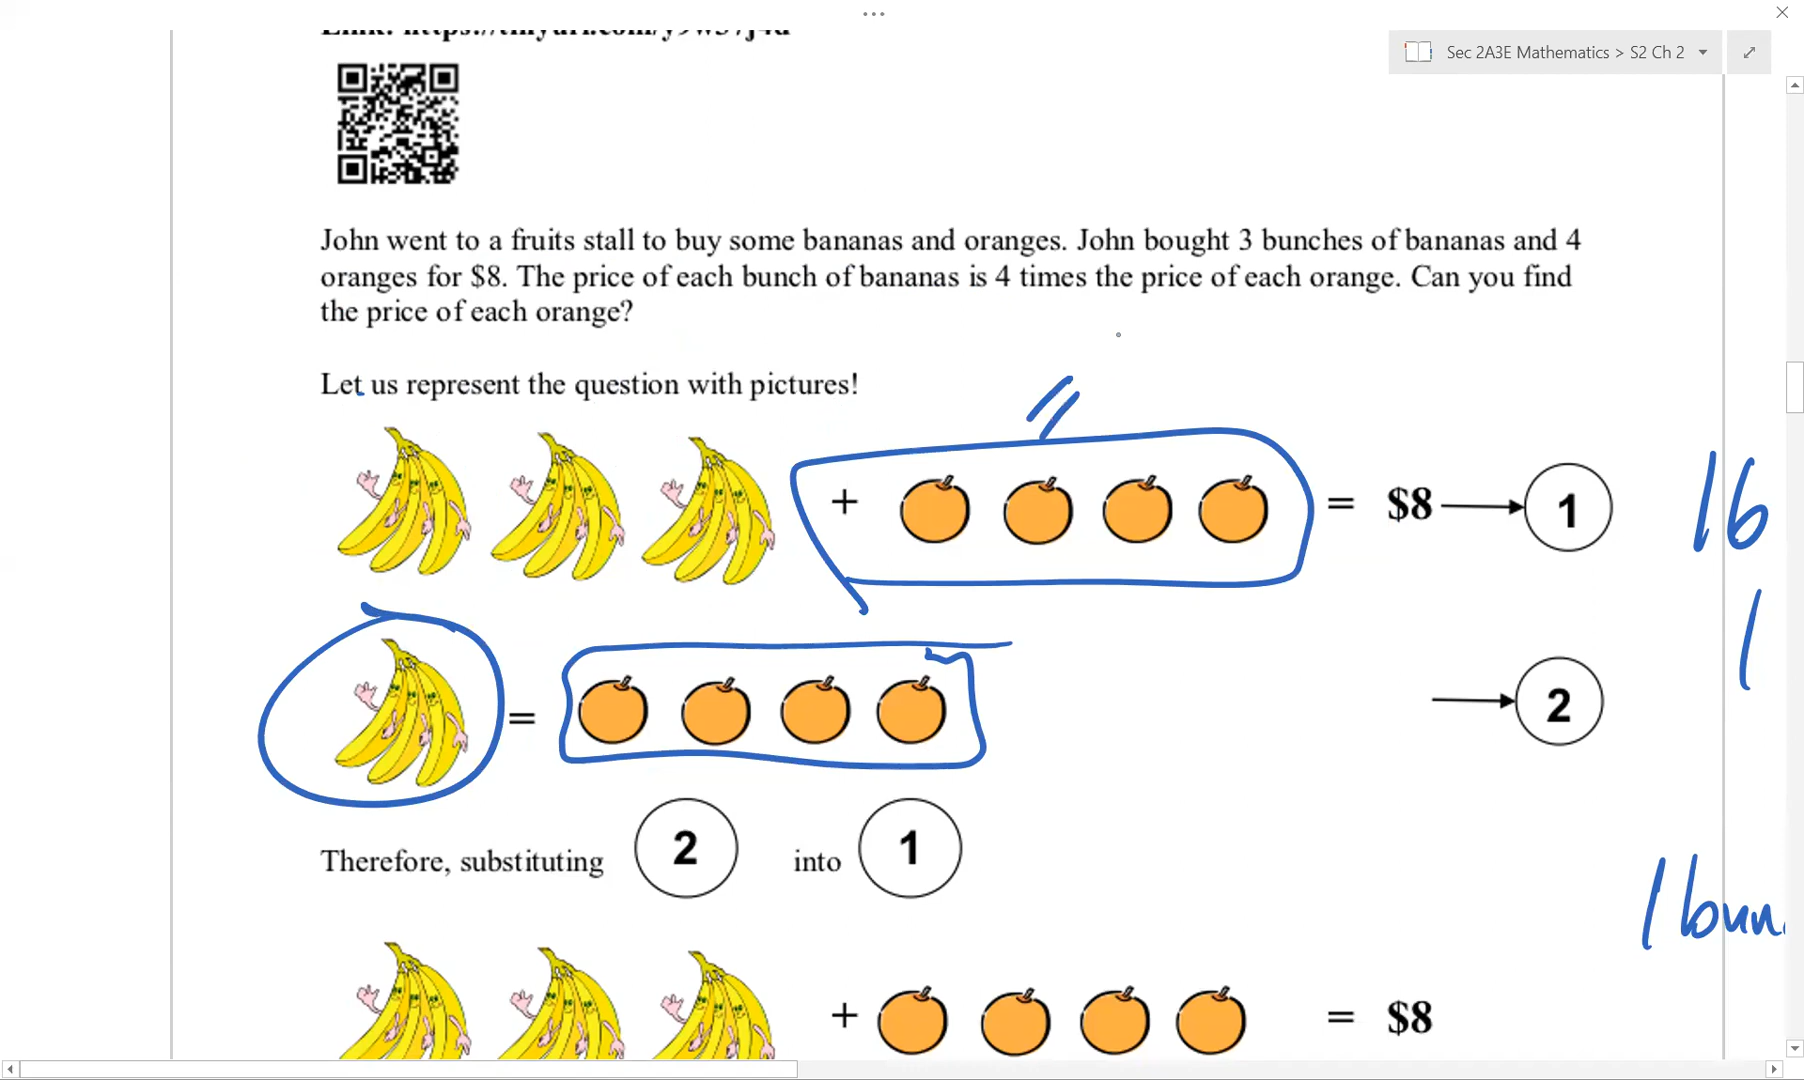 Sec 2A3E Mathematics > S2 Ch 2
John went to a fruits stall to buy some bananas and oranges. John bought 3 bunches of bananas and 4
oranges for $8. The price of each bunch of bananas is 4 times the price of each orange. Can you find
the price of each orange?
Let us represent the question with pictures!
+ = $8 1
16
= 2
1
Therefore, substituting 2 into 1
1 bun
+ = $8